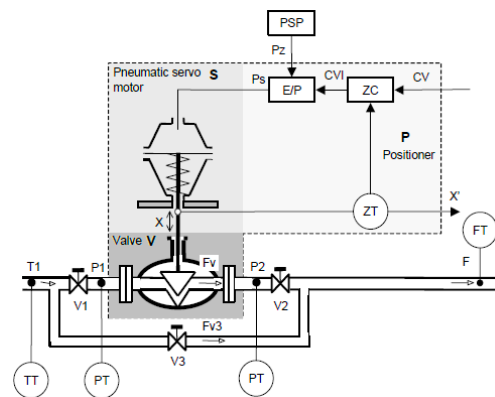 PSP
Pz
Pneumatic servo S
motor
Ps
E/P
CVI
ZC
CV
P
Positioner
ZT
X'
X
FT
Valve V
Fv
T1
P1
P2
F
V1
V2
Fv3
V3
TT
PT
PT